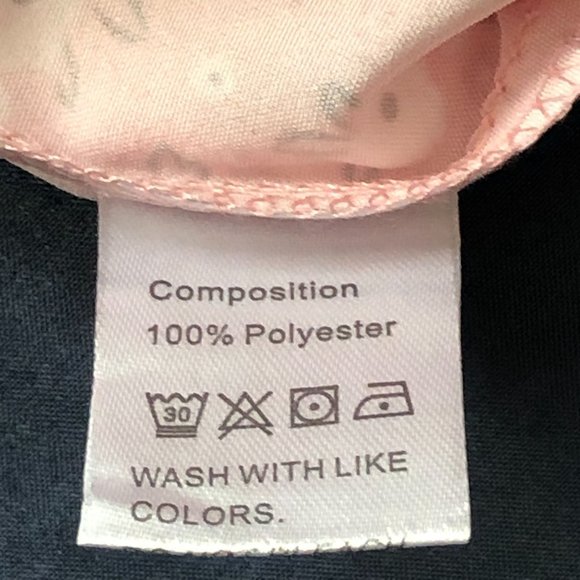 Composition
100% Polyester
30
WASH WITH LIKE
COLORS.